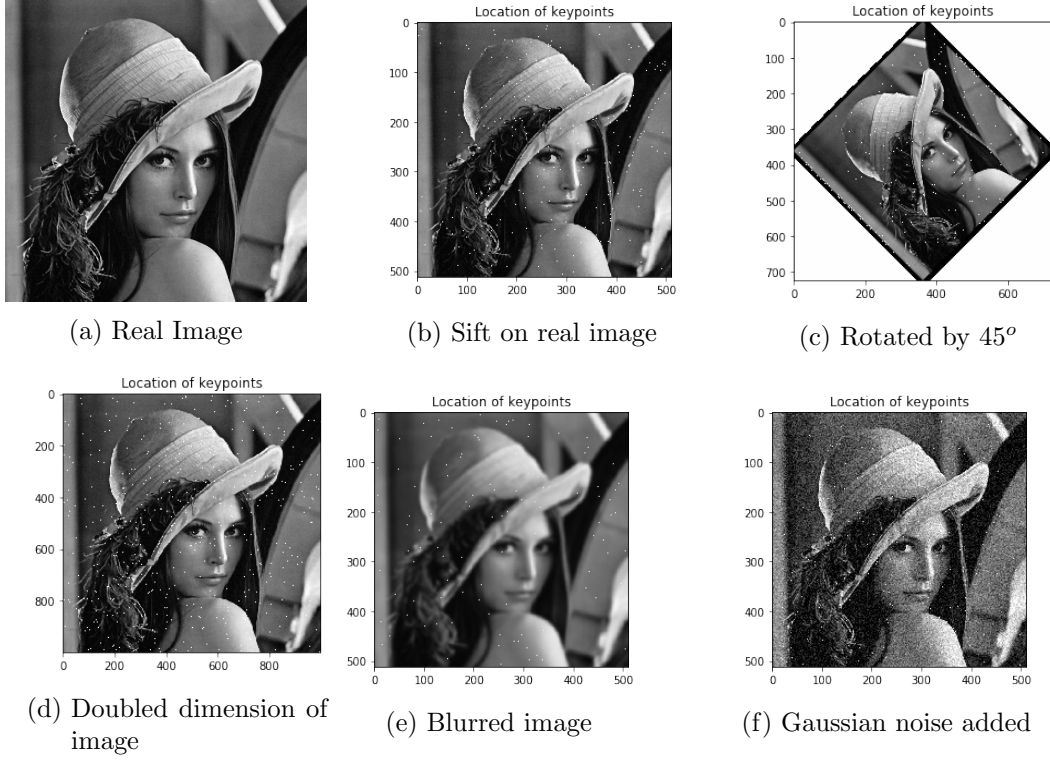 Location of keypoints
0
100
200
300
400
500
0 100 200 300 400 500
Location of keypoints
0
100
200
300
400
500
600
700
0 200 400 600
(a) Real Image
(b) Sift on real image
(c) Rotated by 45º
Location of keypoints
0
200
400
600
800
0 200 400 600 800
Location of keypoints
0
100
200
300
400
500
0 100 200 300 400 500
Location of keypoints
0
100
200
300
400
500
0 100 200 300 400 500
(d) Doubled dimension of
image
(e) Blurred image
(f) Gaussian noise added